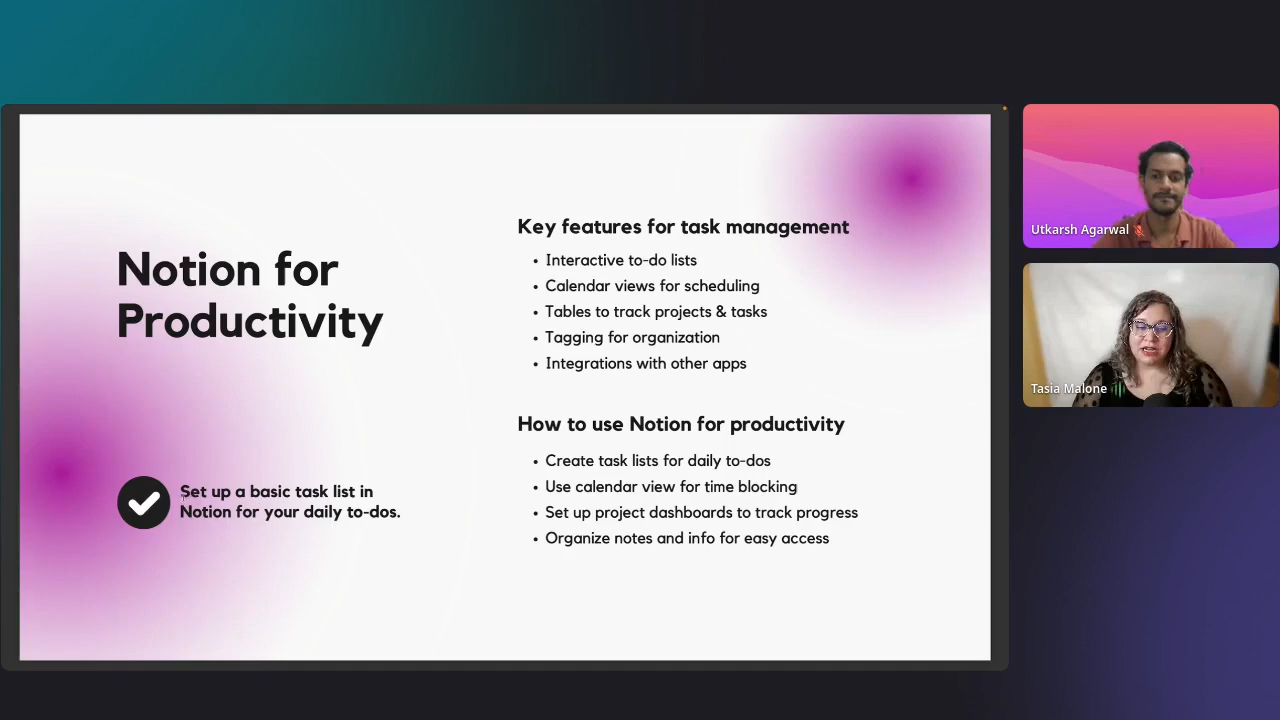 Notion for
Productivity
Set up a basic task list in
Notion for your daily to-dos.
Key features for task management
• Interactive to-do lists
• Calendar views for scheduling
• Tables to track projects & tasks
• Tagging for organization
• Integrations with other apps
How to use Notion for productivity
• Create task lists for daily to-dos
• Use calendar view for time blocking
• Set up project dashboards to track progress
• Organize notes and info for easy access
Utkarsh Agarwal
Tasia Malone